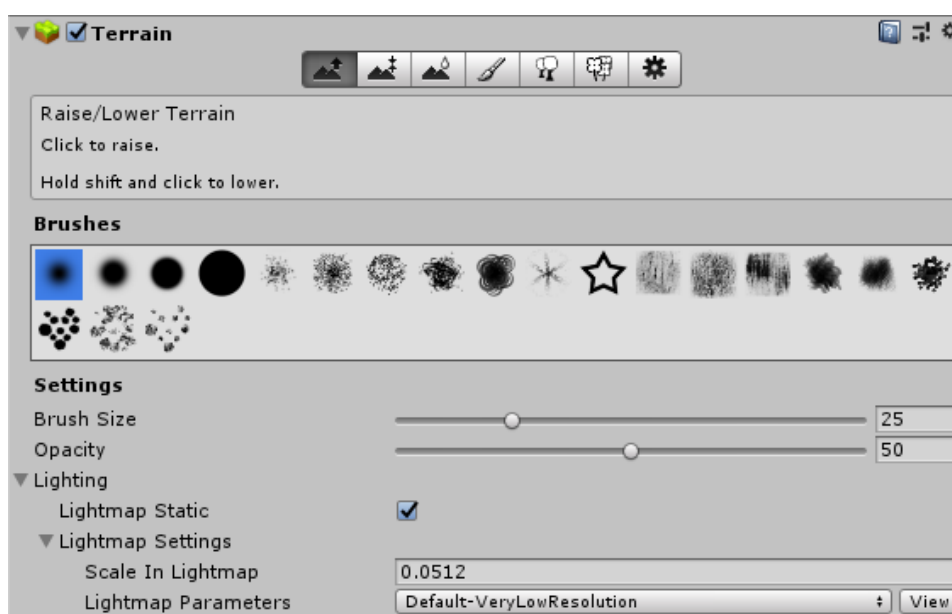 Terrain
Raise/Lower Terrain
Click to raise.
Hold shift and click to lower.
Brushes
Settings
Brush Size 25
Opacity 50
Lighting
Lightmap Static
Lightmap Settings
Scale In Lightmap 0.0512
Lightmap Parameters Default-VeryLowResolution View